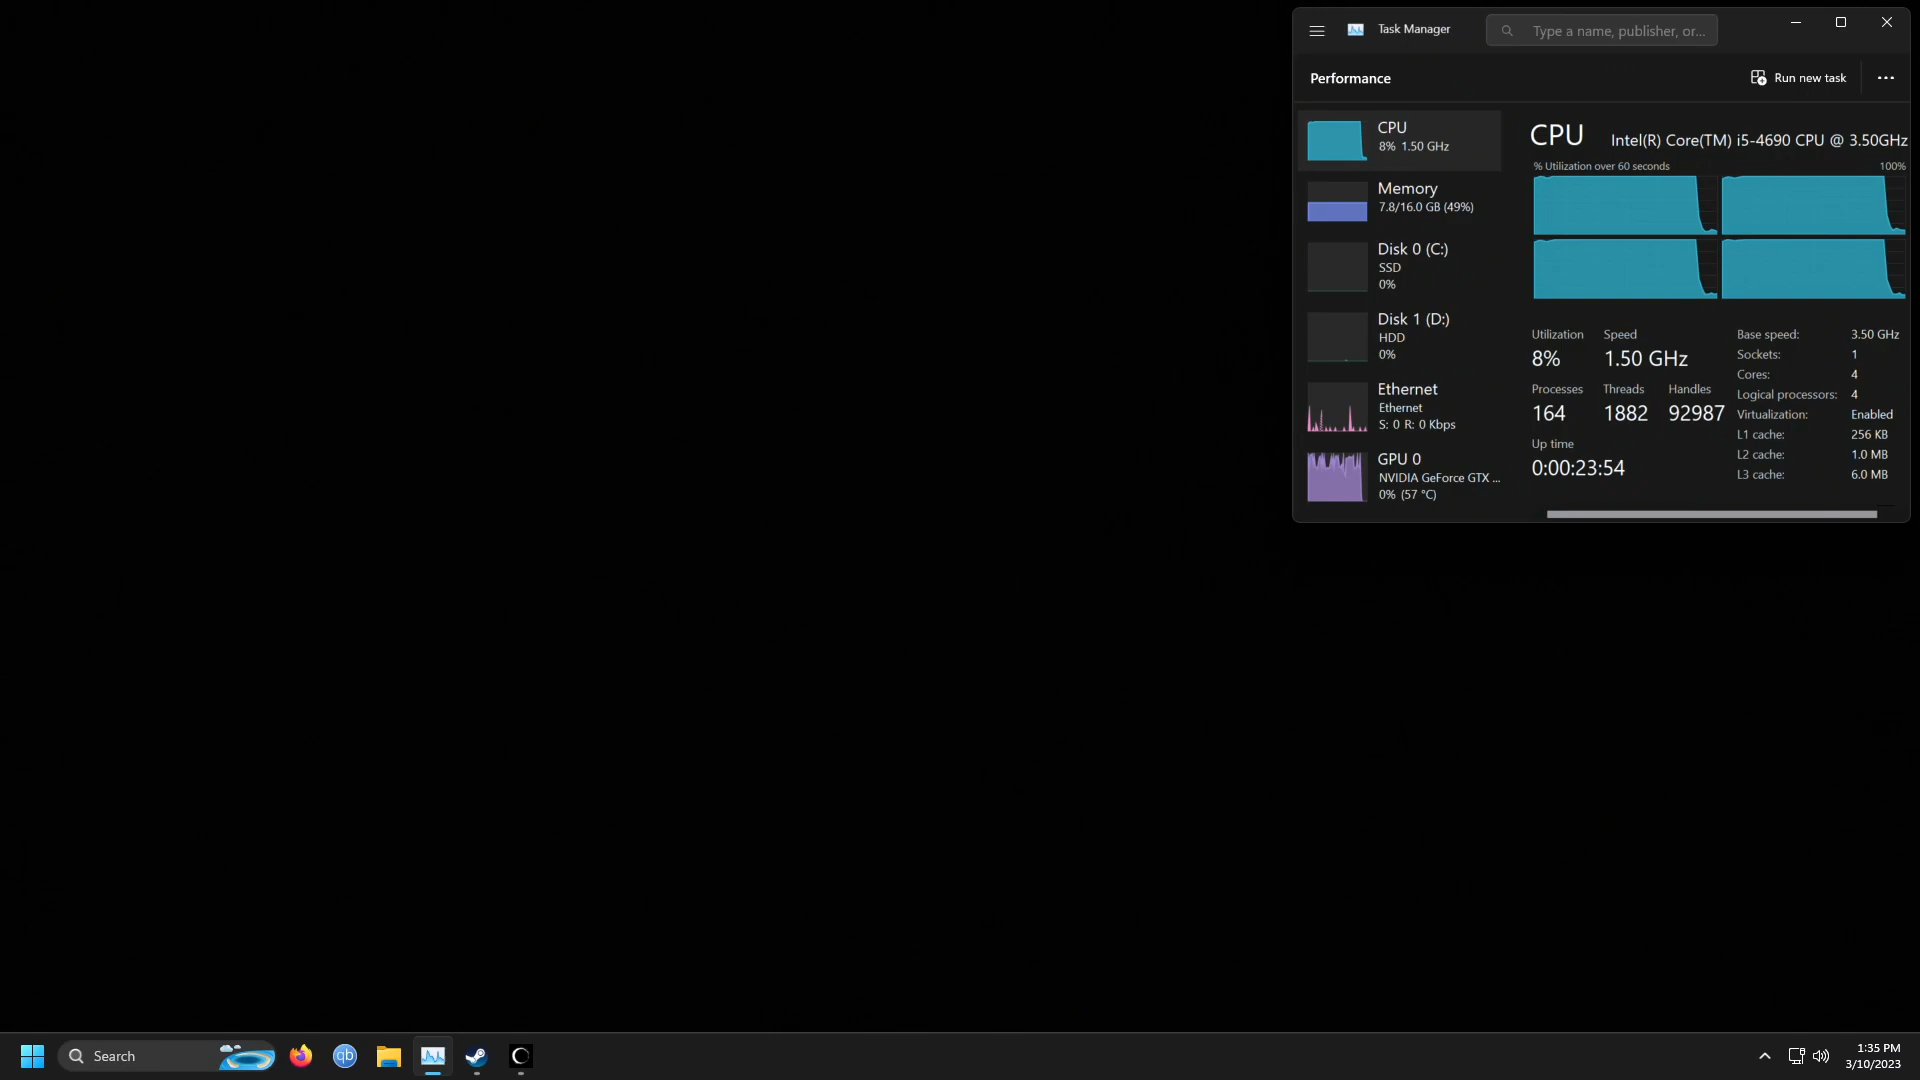 Task Manager
Type a name, publisher, or...
Performance
Run new task
CPU
8% 1.50 GHz
Memory
7.8/16.0 GB (49%)
Disk 0 (C:)
SSD
0%
Disk 1 (D:)
HDD
0%
Ethernet
Ethernet
S: 0 R: 0 Kbps
GPU 0
NVIDIA GeForce GTX ...
0% (57 °C)
CPU Intel(R) Core(TM) i5-4690 CPU @ 3.50GHz
% Utilization over 60 seconds 100%
Utilization Speed
8% 1.50 GHz
Processes Threads Handles
164 1882 92987
Up time
0:00:23:54
Base speed: 3.50 GHz
Sockets: 1
Cores: 4
Logical processors: 4
Virtualization: Enabled
L1 cache: 256 KB
L2 cache: 1.0 MB
L3 cache: 6.0 MB
Search
qb
1:35 PM
3/10/2023